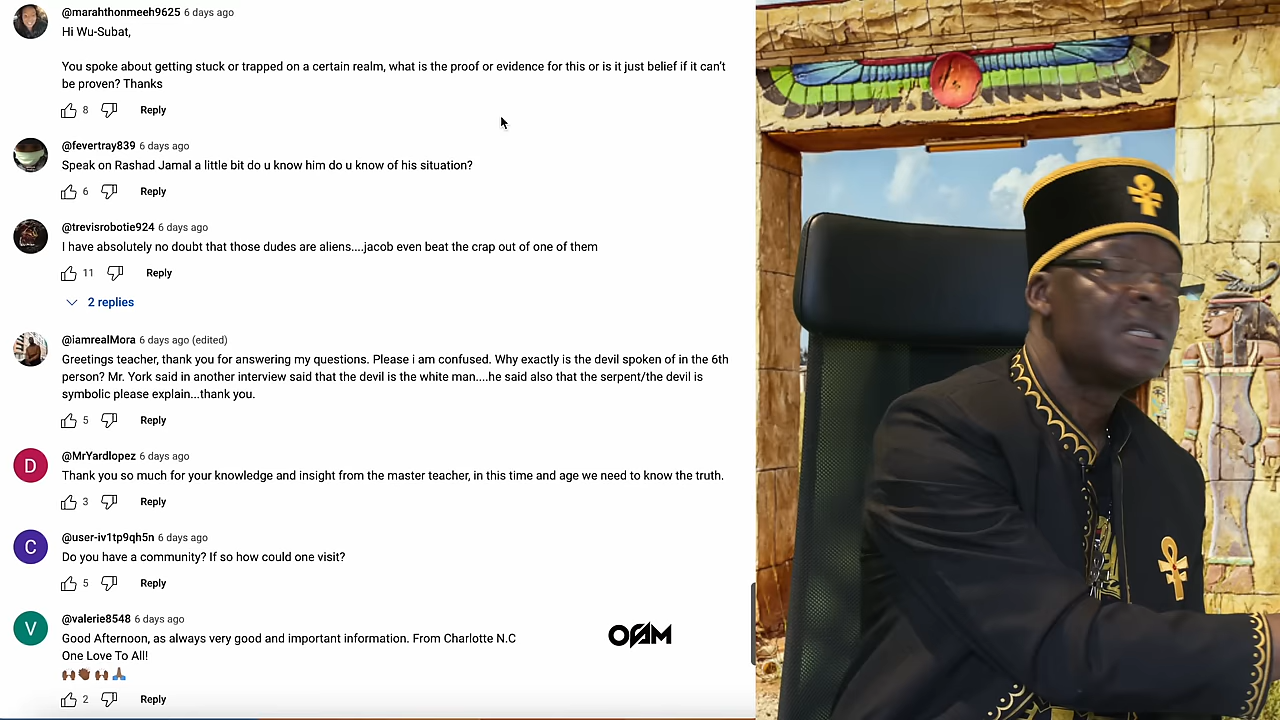 @marahthonmeeh9625 6 days ago
Hi Wu-Subat,
You spoke about getting stuck or trapped on a certain realm, what is the proof or evidence for this or is it just belief if it can't
be proven? Thanks
8 Reply
@fevertray839 6 days ago
Speak on Rashad Jamal a little bit do u know him do u know of his situation?
6 Reply
@trevisrobotie924 6 days ago
I have absolutely no doubt that those dudes are aliens....jacob even beat the crap out of one of them
11 Reply
2 replies
@iamrealMora 6 days ago (edited)
Greetings teacher, thank you for answering my questions. Please i am confused. Why exactly is the devil spoken of in the 6th
person? Mr. York said in another interview said that the devil is the white man....he said also that the serpent/the devil is
symbolic please explain...thank you.
5 Reply
D
@MrYardlopez 6 days ago
Thank you so much for your knowledge and insight from the master teacher, in this time and age we need to know the truth.
3 Reply
C
@user-iv1tp9qh5n 6 days ago
Do you have a community? If so how could one visit?
5 Reply
V
@valerie8548 6 days ago
Good Afternoon, as always very good and important information. From Charlotte N.C
One Love To All!
2 Reply
OFAM